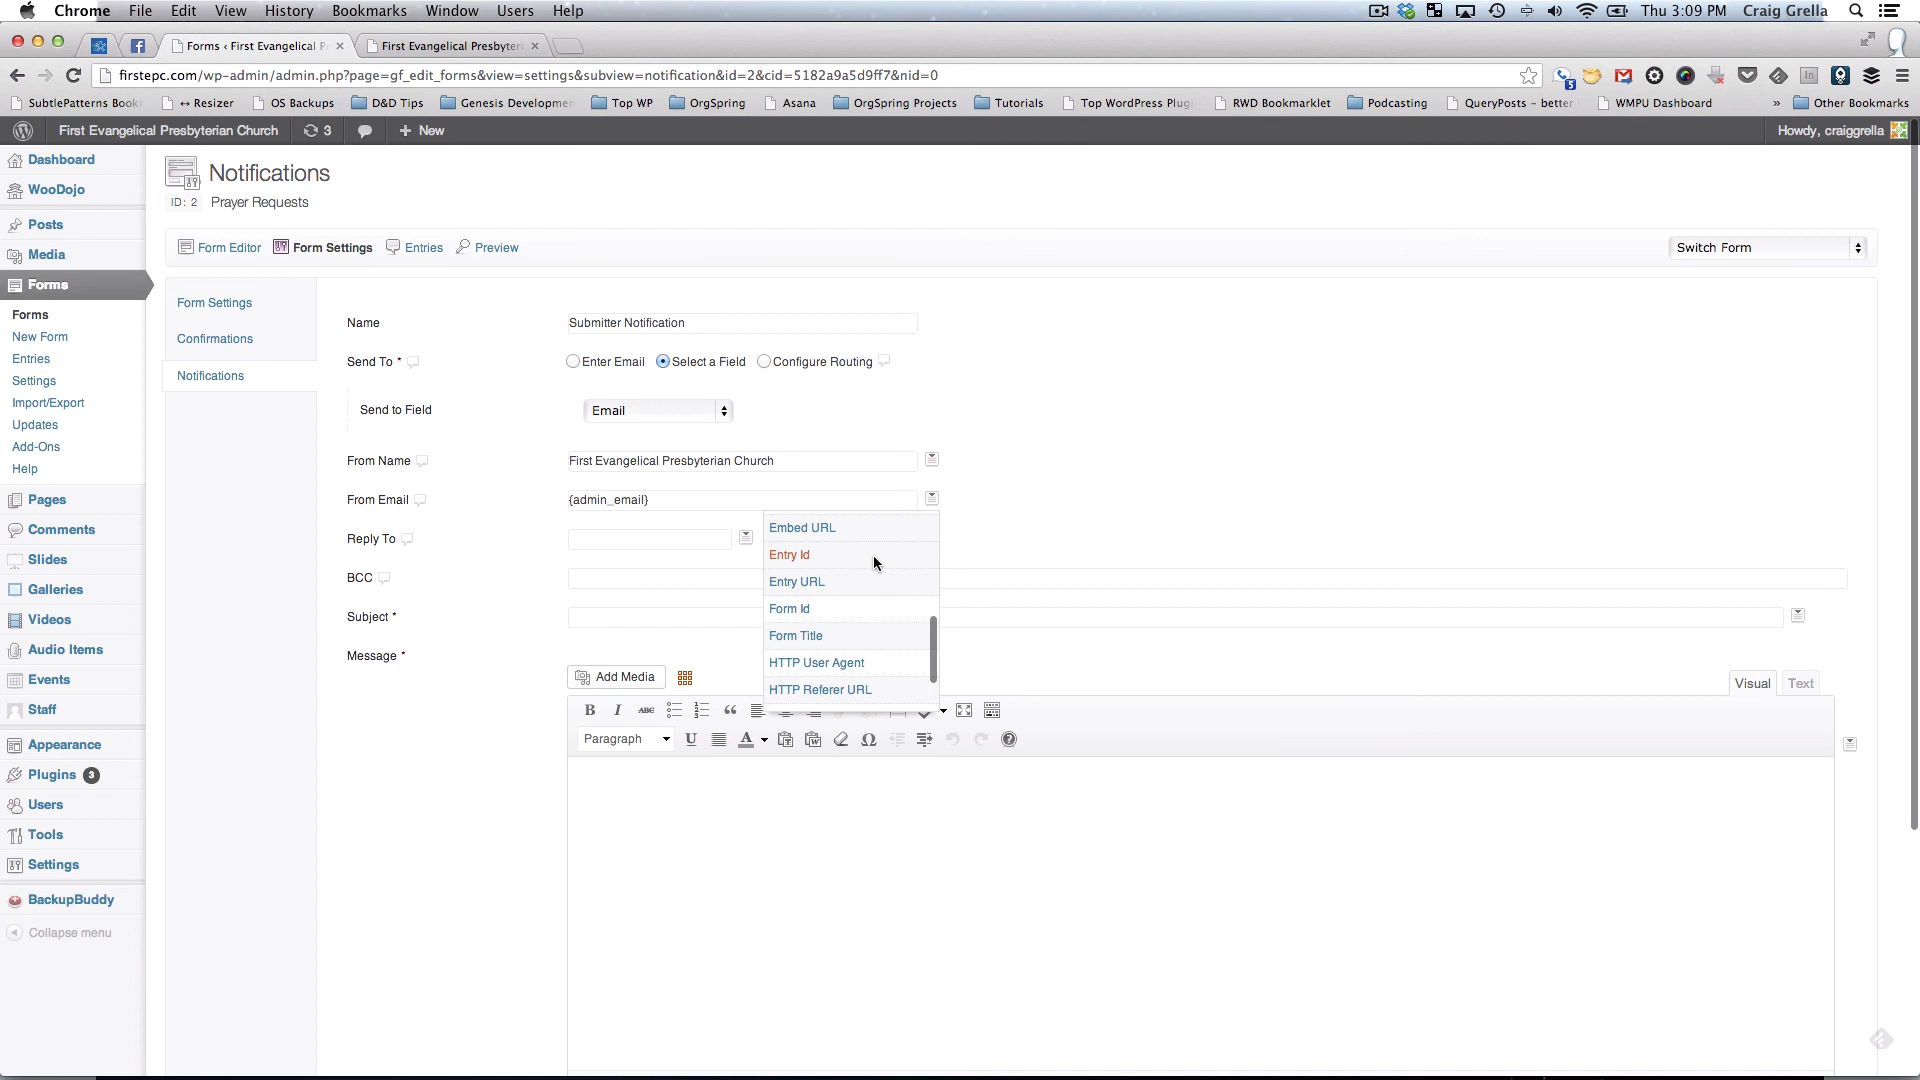 Chrome File Edit View History Bookmarks Window Users Help Thu 3:09 PM Craig Grella
Forms ‹ First Evangelical P First Evangelical Presbyteri
firstepc.com/wp-admin/admin.php?page=gf_edit_forms&view=settings&subview=notification&id=2&cid=5182a9a5d9ff7&nid=0
SubtlePatterns Book ↔ Resizer OS Backups D&D Tips Genesis Developmen Top WP OrgSpring Asana OrgSpring Projects Tutorials Top WordPress Plug RWD Bookmarklet Podcasting QueryPosts – better WMPU Dashboard » Other Bookmarks
First Evangelical Presbyterian Church 3 + New Howdy, craiggrella
Dashboard
WooDojo
Posts
Media
Forms
Forms
New Form
Entries
Settings
Import/Export
Updates
Add-Ons
Help
Pages
Comments
Slides
Galleries
Videos
Audio Items
Events
Staff
Appearance
Plugins 3
Users
Tools
Settings
BackupBuddy
Collapse menu
Notifications
ID: 2 Prayer Requests
Form Editor Form Settings Entries Preview Switch Form
Form Settings
Confirmations
Notifications
Name Submitter Notification
Send To * Enter Email Select a Field Configure Routing
Send to Field Email
From Name First Evangelical Presbyterian Church
From Email {admin_email}
Reply To
BCC
Subject *
Message *
Embed URL
Entry Id
Entry URL
Form Id
Form Title
HTTP User Agent
HTTP Referer URL
Add Media Visual Text
B I ABC
Paragraph U A Ω